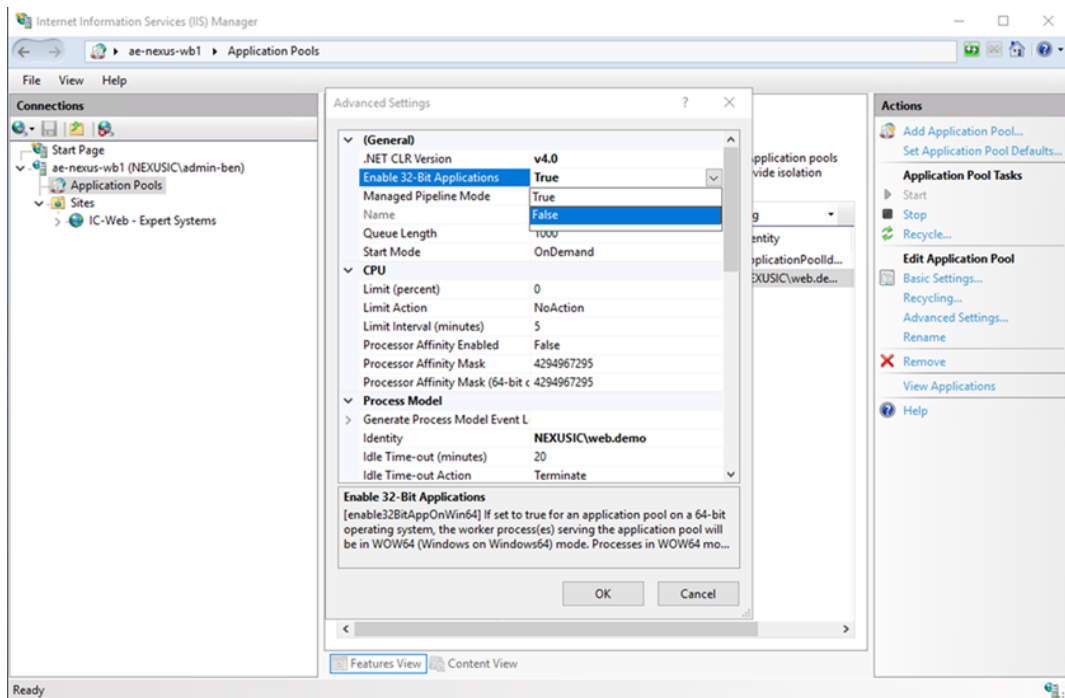 Internet Information Services (IIS) Manager
ae-nexus-wb1 Application Pools
File View Help
Connections
Start Page
ae-nexus-wb1 (NEXUSIC\admin-ben)
Application Pools
Sites
IC-Web - Expert Systems
Advanced Settings
(General)
.NET CLR Version v4.0
Enable 32-Bit Applications True
Managed Pipeline Mode True
Name False
Queue Length 1000
Start Mode OnDemand
CPU
Limit (percent) 0
Limit Action NoAction
Limit Interval (minutes) 5
Processor Affinity Enabled False
Processor Affinity Mask 4294967295
Processor Affinity Mask (64-bit c 4294967295
Process Model
Generate Process Model Event L
Identity NEXUSIC\web.demo
Idle Time-out (minutes) 20
Idle Time-out Action Terminate
Enable 32-Bit Applications
[enable32BitAppOnWin64] If set to true for an application pool on a 64-bit
operating system, the worker process(es) serving the application pool will
be in WOW64 (Windows on Windows64) mode. Processes in WOW64 mo...
OK Cancel
pplication pools
vide isolation
g
entity
pplicationPoolId...
EXUSIC\web.de...
Features View Content View
Actions
Add Application Pool...
Set Application Pool Defaults...
Application Pool Tasks
Start
Stop
Recycle...
Edit Application Pool
Basic Settings...
Recycling...
Advanced Settings...
Rename
Remove
View Applications
Help
Ready